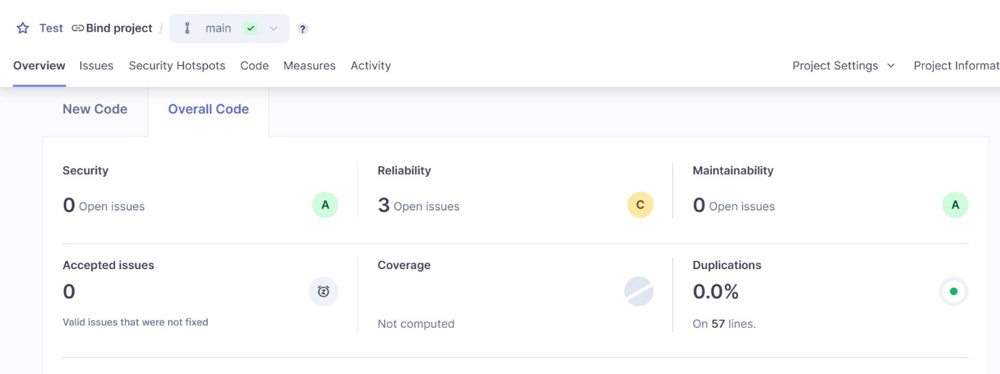 Test Bind project / main ?
Overview Issues Security Hotspots Code Measures Activity Project Settings Project Informat
New Code Overall Code
Security Reliability Maintainability
0 Open issues A 3 Open issues C 0 Open issues A
Accepted issues Coverage Duplications
0 0.0%
Valid issues that were not fixed Not computed On 57 lines.